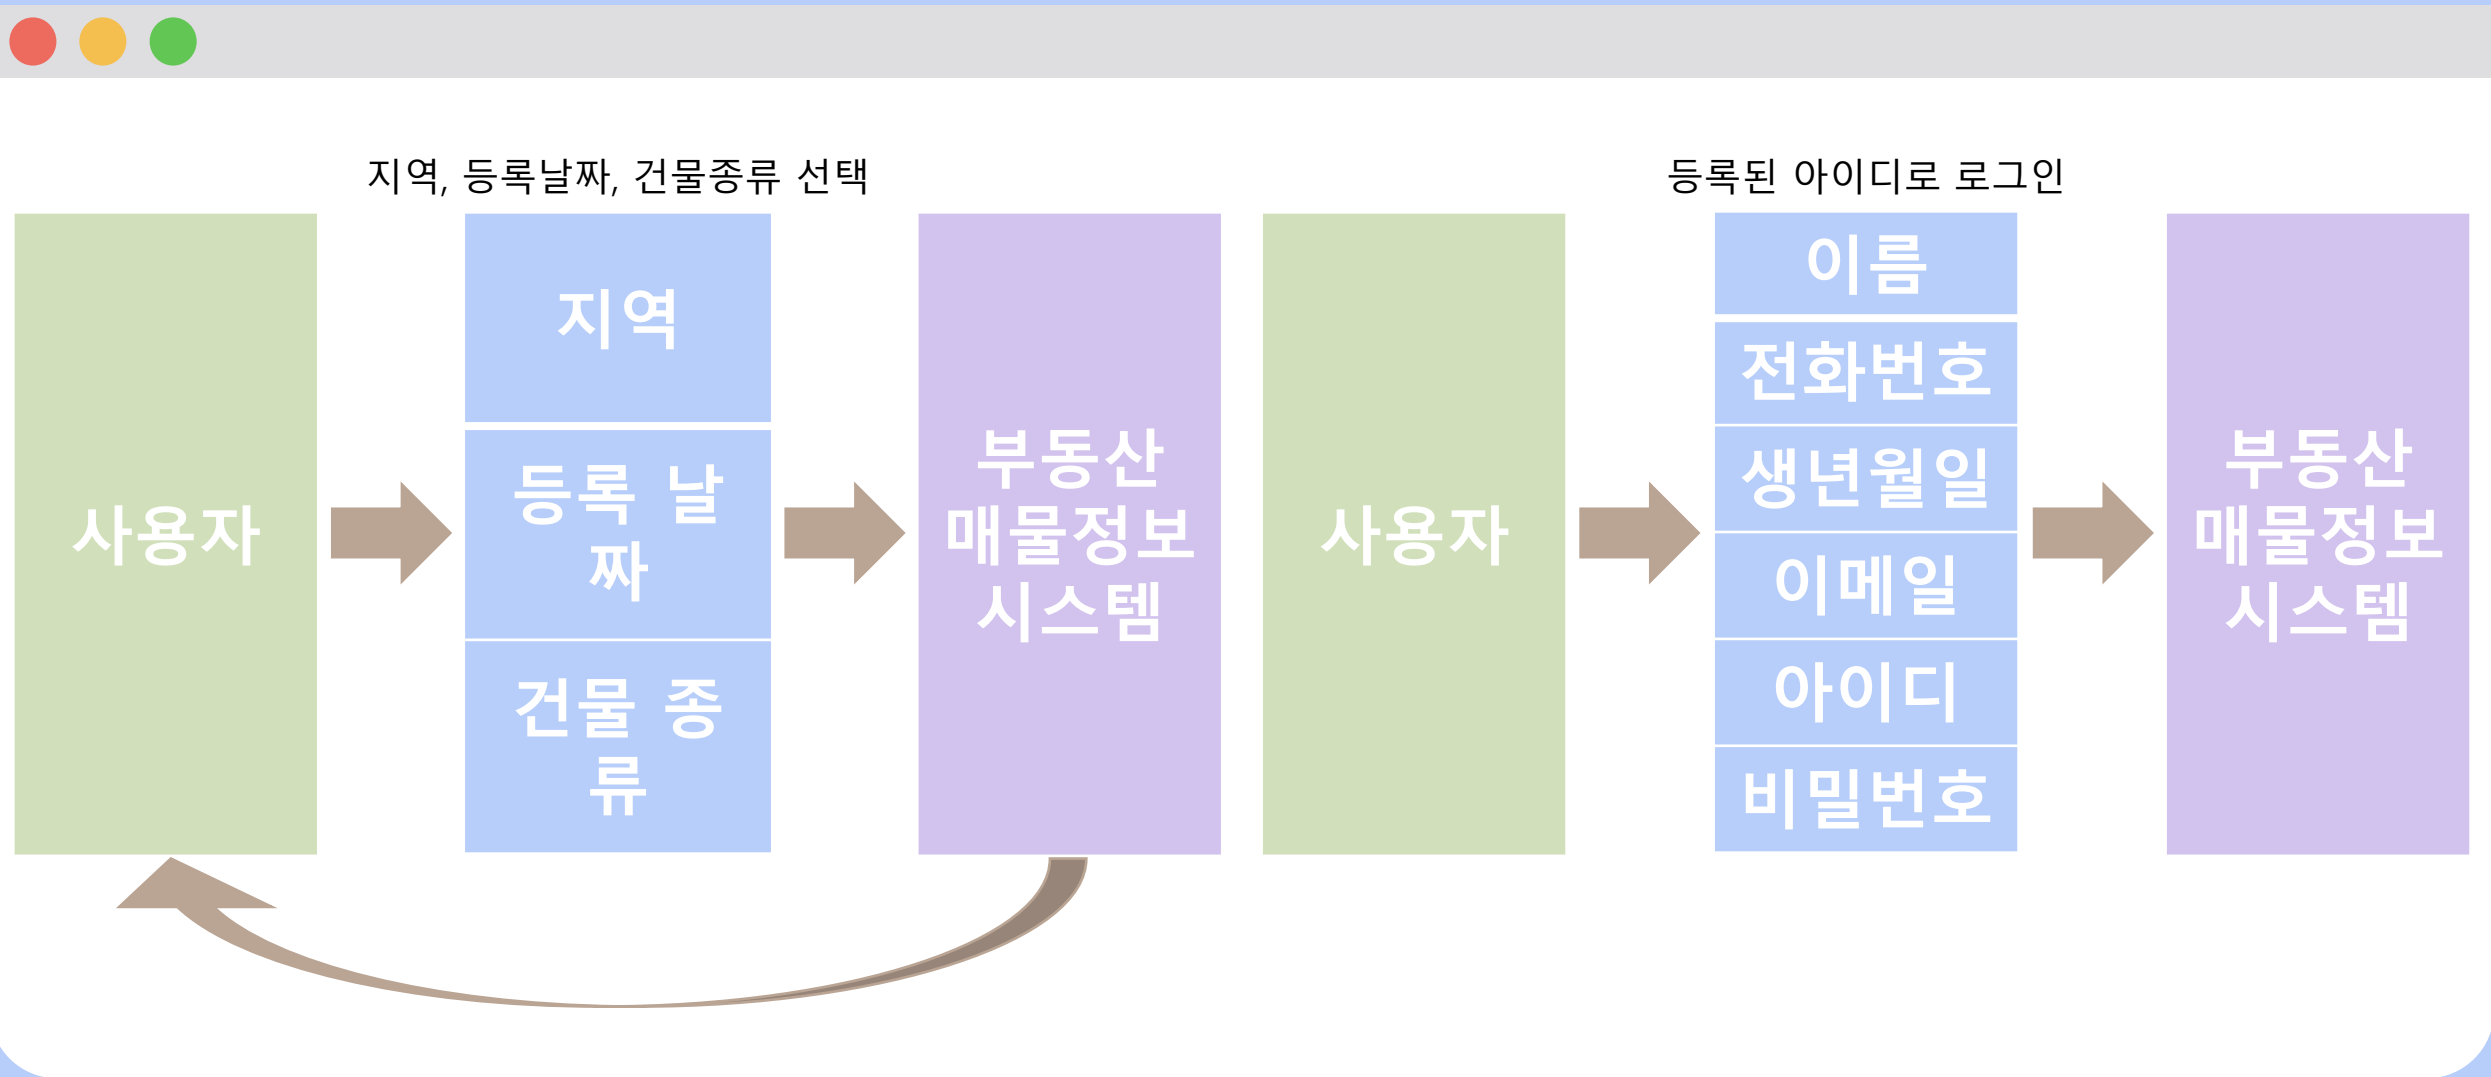 지역, 등록날짜, 건물종류 선택
사용자
지역
등록 날
짜
건물 종
류
부동산
매물정보
시스템
등록된 아이디로 로그인
사용자
이름
전화번호
생년월일
이메일
아이디
비밀번호
부동산
매물정보
시스템